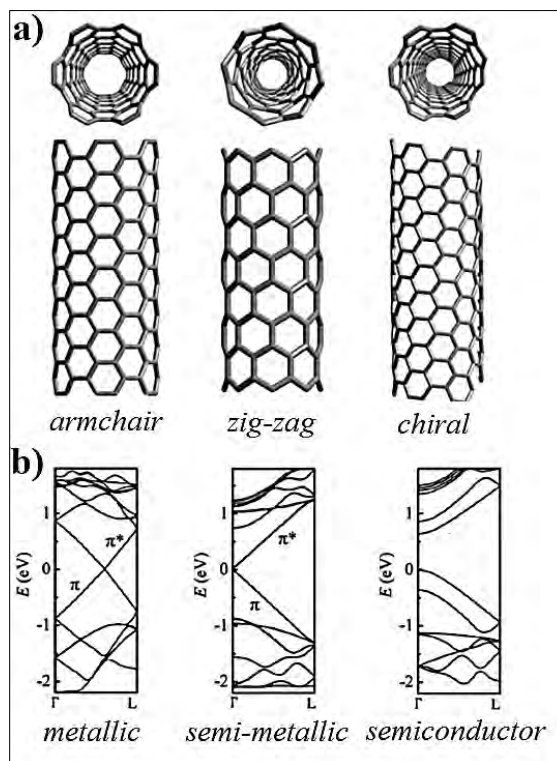 a)
armchair zig-zag chiral
b)
E (eV) 1 0 -1 -2 π* π Γ L
E (eV) 1 0 -1 -2 π* π Γ L
E (eV) 1 0 -1 -2 Γ L
metallic semi-metallic semiconductor